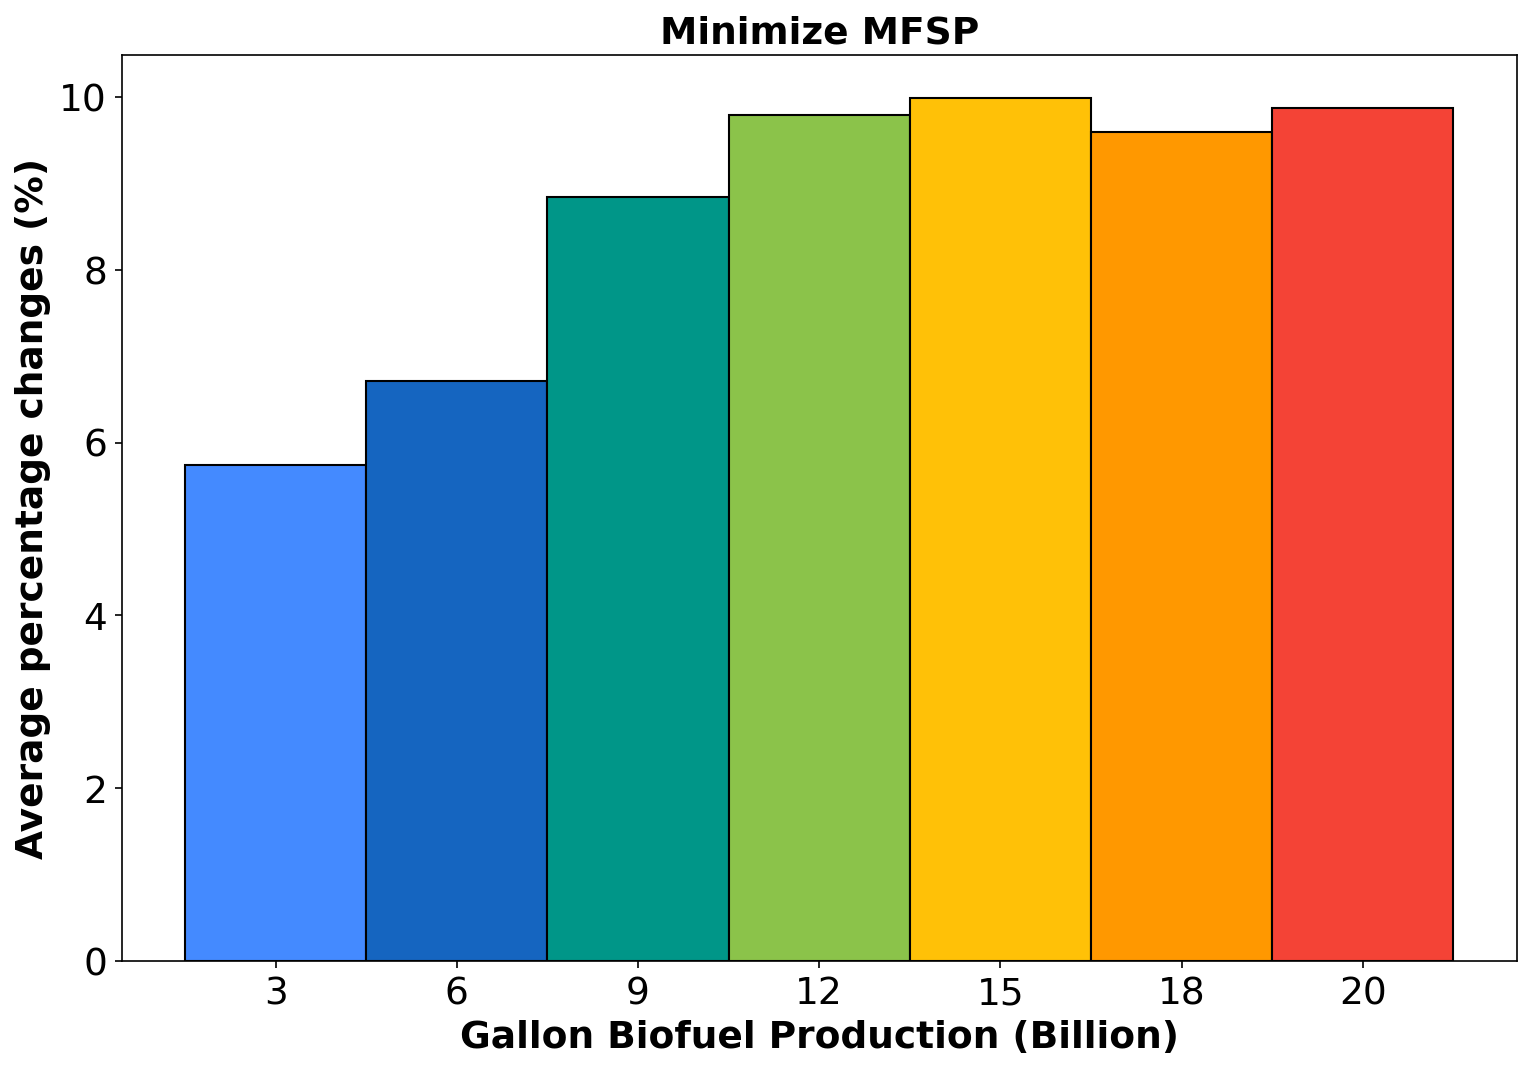 Minimize MFSP
Average percentage changes (%)
10
8
6
4
2
0
3 6 9 12 15 18 20
Gallon Biofuel Production (Billion)